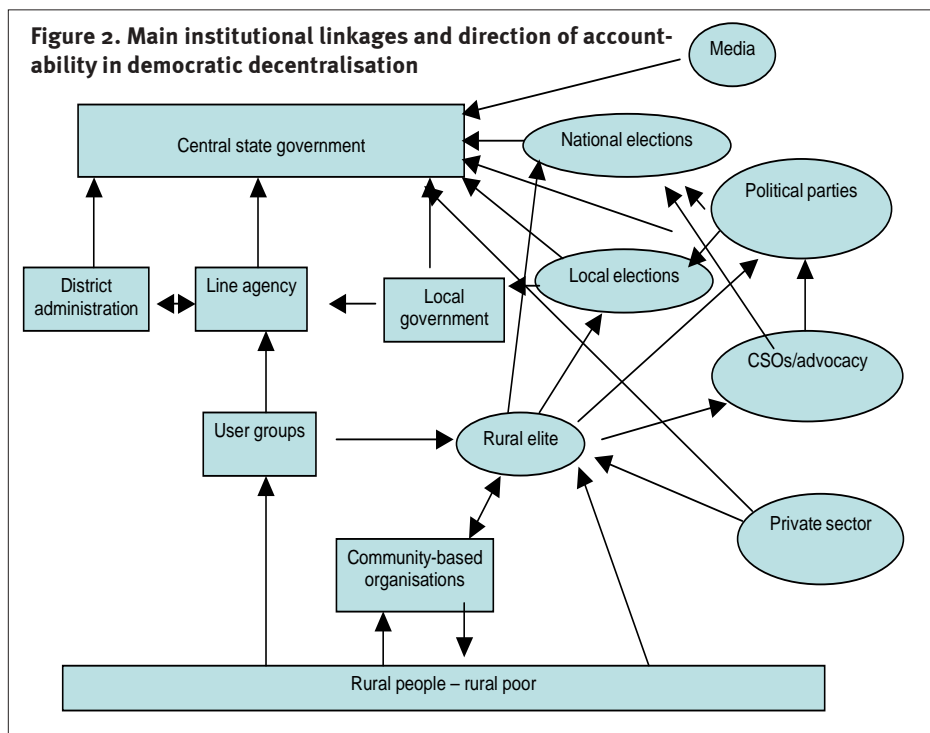 Figure 2. Main institutional linkages and direction of account-
ability in democratic decentralisation
Media
Central state government
National elections
Political parties
District
administration
Line agency
Local
government
Local elections
CSOs/advocacy
User groups
Rural elite
Private sector
Community-based
organisations
Rural people – rural poor